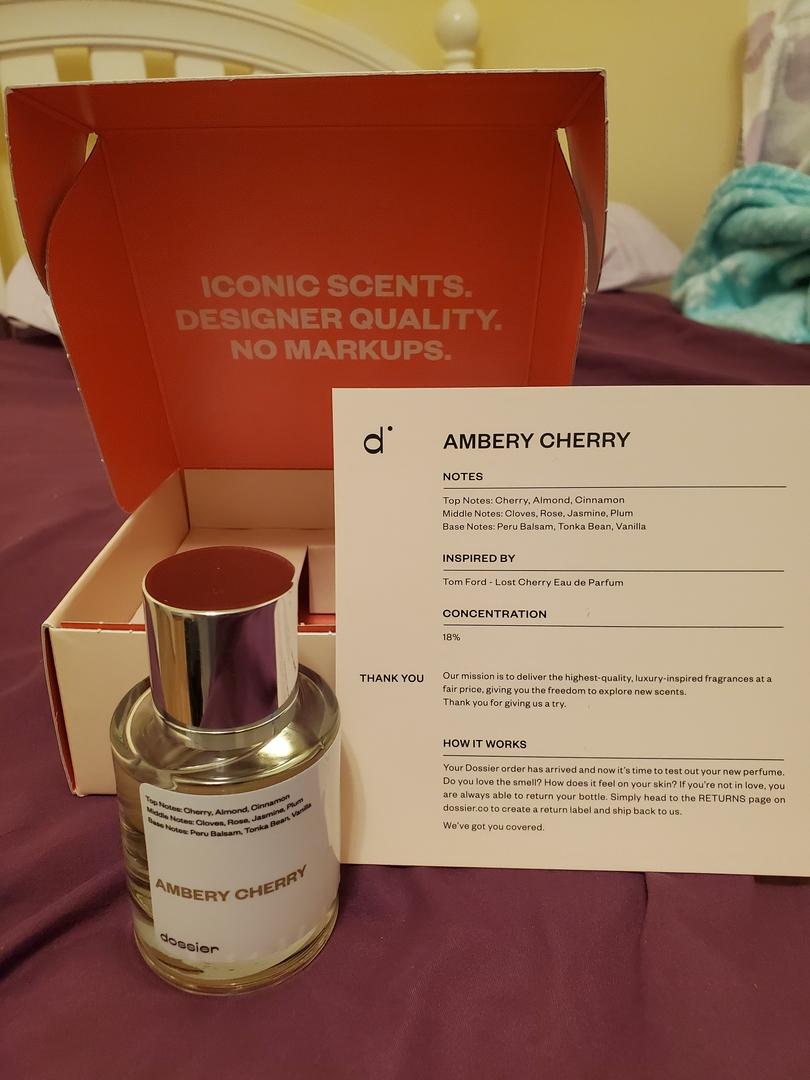 ICONIC SCENTS.
DESIGNER QUALITY.
NO MARKUPS.
d•
AMBERY CHERRY
NOTES
Top Notes: Cherry, Almond, Cinnamon
Middle Notes: Cloves, Rose, Jasmine, Plum
Base Notes: Peru Balsam, Tonka Bean, Vanilla
INSPIRED BY
Tom Ford - Lost Cherry Eau de Parfum
CONCENTRATION
18%
THANK YOU
Our mission is to deliver the highest-quality, luxury-inspired fragrances at a
fair price, giving you the freedom to explore new scents.
Thank you for giving us a try.
HOW IT WORKS
Your Dossier order has arrived and now it's time to test out your new perfume.
Do you love the smell? How does it feel on your skin? If you're not in love, you
are always able to return your bottle. Simply head to the RETURNS page on
dossier.co to create a return label and ship back to us.
We've got you covered.
Top Notes: Cherry, Almond, Cinnamon
Middle Notes: Cloves, Rose, Jasmine, Plum
Base Notes: Peru Balsam, Tonka Bean, Vanilla
AMBERY CHERRY
dossier